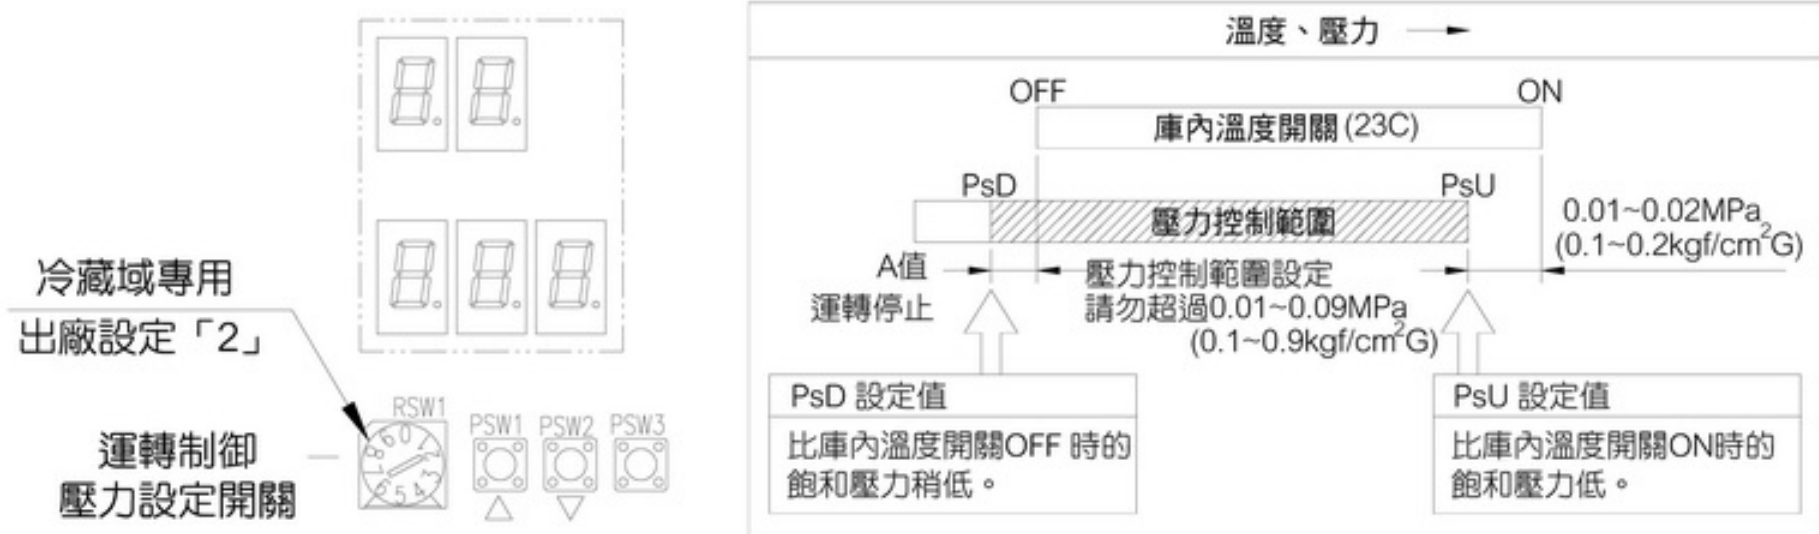 冷藏域專用
出廠設定「2」
運轉制御
壓力設定開關
RSW1
PSW1 PSW2 PSW3
溫度、壓力
OFF ON
庫內溫度開關(23C)
PsD PsU
壓力控制範圍
0.01~0.02MPa
(0.1~0.2kgf/cm²G)
A值
運轉停止
壓力控制範圍設定
請勿超過0.01~0.09MPa
(0.1~0.9kgf/cm²G)
PsD 設定值
比庫內溫度開關OFF 時的
飽和壓力稍低。
PsU 設定值
比庫內溫度開關ON時的
飽和壓力低。